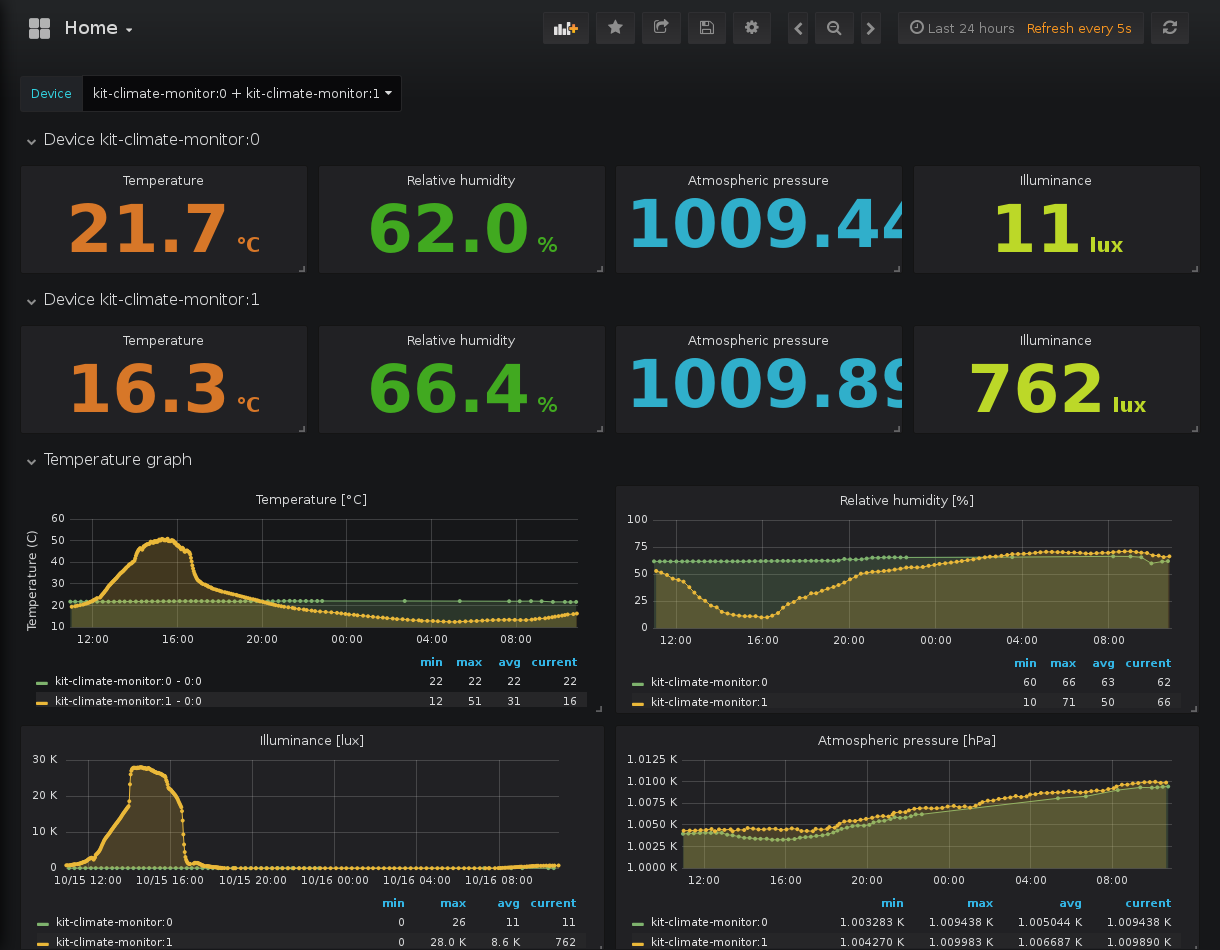 Home
Last 24 hours Refresh every 5s
Device kit-climate-monitor:0 + kit-climate-monitor:1
Device kit-climate-monitor:0
Temperature Relative humidity Atmospheric pressure Illuminance
21.7 °C 62.0 % 1009.44 11 lux
Device kit-climate-monitor:1
Temperature Relative humidity Atmospheric pressure Illuminance
16.3 °C 66.4 % 1009.89 762 lux
Temperature graph
Temperature [°C]
Temperature (C)
60
50
40
30
20
10
12:00 16:00 20:00 00:00 04:00 08:00
min max avg current
kit-climate-monitor:0 - 0:0 22 22 22 22
kit-climate-monitor:1 - 0:0 12 51 31 16
Relative humidity [%]
100
75
50
25
0
12:00 16:00 20:00 00:00 04:00 08:00
min max avg current
kit-climate-monitor:0 60 66 63 62
kit-climate-monitor:1 10 71 50 66
Illuminance [lux]
30 K
20 K
10 K
0
10/15 12:00 10/15 16:00 10/15 20:00 10/16 00:00 10/16 04:00 10/16 08:00
min max avg current
kit-climate-monitor:0 0 26 11 11
kit-climate-monitor:1 0 28.0 K 8.6 K 762
Atmospheric pressure [hPa]
1.0125 K
1.0100 K
1.0075 K
1.0050 K
1.0025 K
1.0000 K
12:00 16:00 20:00 00:00 04:00 08:00
min max avg current
kit-climate-monitor:0 1.003283 K 1.009438 K 1.005044 K 1.009438 K
kit-climate-monitor:1 1.004270 K 1.009983 K 1.006687 K 1.009890 K